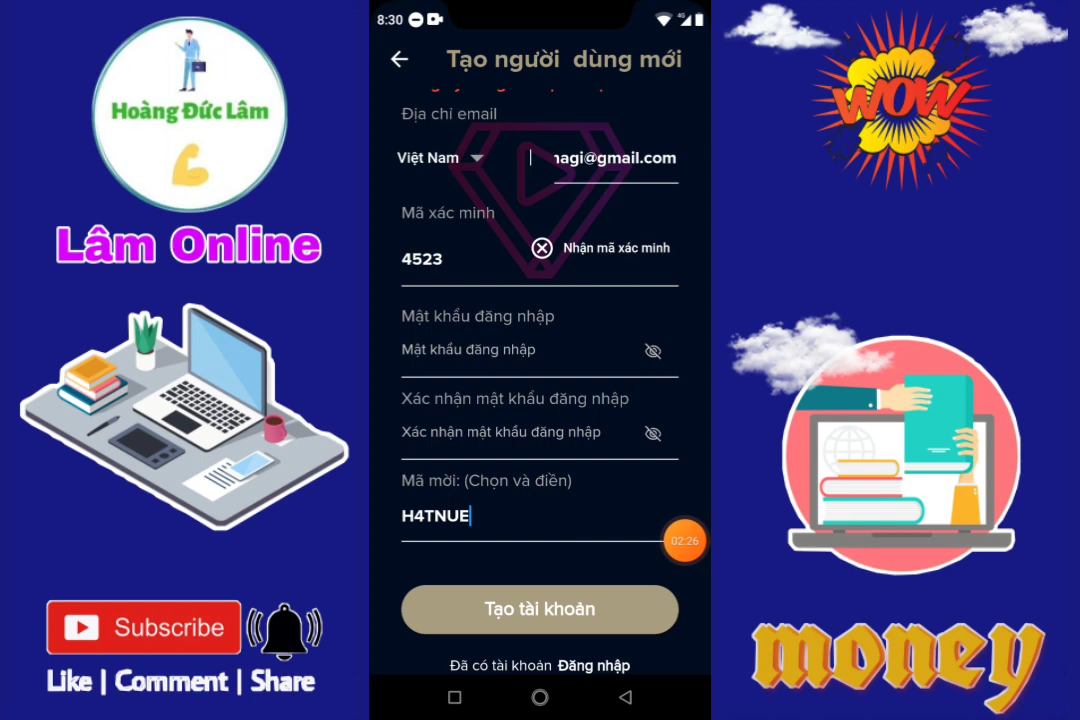 Hoàng Đức Lâm
Lâm Online
Subscribe
Like | Comment | Share
8:30
4G
Tạo người dùng mới
Địa chỉ email
Việt Nam
nagi@gmail.com
Mã xác minh
4523
Nhận mã xác minh
Mật khẩu đăng nhập
Mật khẩu đăng nhập
Xác nhận mật khẩu đăng nhập
Xác nhận mật khẩu đăng nhập
Mã mời: (Chọn và điền)
H4TNUE
02:26
Tạo tài khoản
Đã có tài khoản Đăng nhập
WOW
money